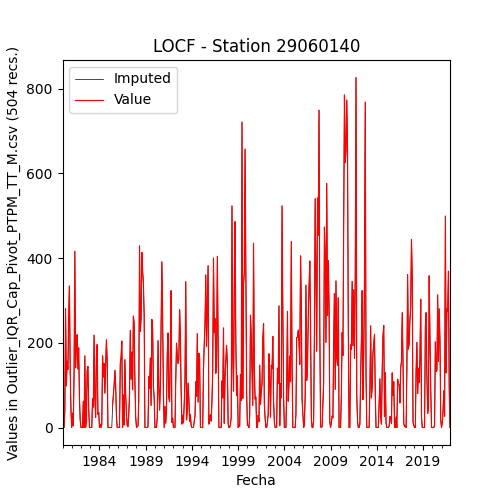 LOCF - Station 29060140
Imputed
Value
Values in Outlier_IQR_Cap_Pivot_PTPM_TT_M.csv (504 recs.)
800
600
400
200
0
1984 1989 1994 1999 2004 2009 2014 2019
Fecha